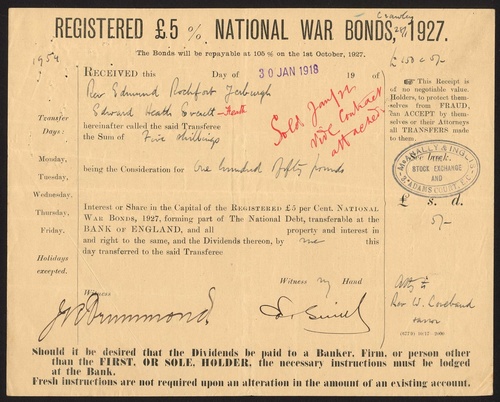 REGISTERED £5 % NATIONAL WAR BONDS, 1927.
The Bonds will be repayable at 105 % on the 1st October, 1927.
RECEIVED this Day of 30 JAN 1918 19 of
Rev Edmund Rochfort
Edward Heath
hereinafter called the said Transferee
the Sum of Five shillings
being the Consideration for One hundred fifty pounds
Interest or Share in the Capital of the REGISTERED £5 per Cent. NATIONAL
WAR BONDS, 1927, forming part of The National Debt, transferable at the
BANK OF ENGLAND, and all property and interest in
and right to the same, and the Dividends thereon, by me this
day transferred to the said Transferee
Witness my Hand
Witness
Transfer
Days:
Monday,
Tuesday,
Wednesday,
Thursday,
Friday.
Holidays
excepted.
Sold
Contract
attached
This Receipt is
of no negotiable value.
Holders, to protect them-
selves from FRAUD,
can ACCEPT by them-
selves or their Attorneys
all TRANSFERS made
to them.
STOCK EXCHANGE
AND
£ s. d.
5/-
Rev W.
Should it be desired that the Dividends be paid to a Banker, Firm, or person other
than the FIRST, OR SOLE, HOLDER, the necessary instructions must be lodged
at the Bank.
Fresh instructions are not required upon an alteration in the amount of an existing account.